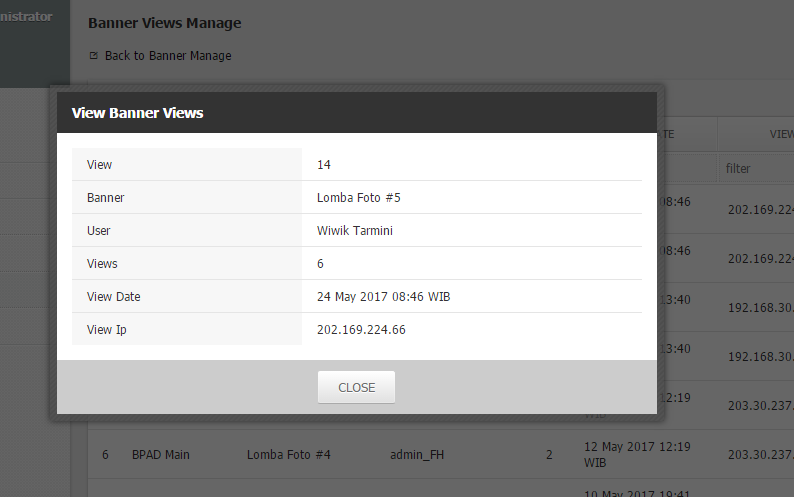 nistrator
Banner Views Manage
Back to Banner Manage
View Banner Views
ATE
VIEW
filter
View 14
Banner Lomba Foto #5
User Wiwik Tarmini
Views 6
View Date 24 May 2017 08:46 WIB
View Ip 202.169.224.66
CLOSE
08:46
202.169.224
08:46
202.169.224
13:40
192.168.30.
13:40
192.168.30.
12:19
WIB
203.30.237.
6 BPAD Main Lomba Foto #4 admin_FH 2 12 May 2017 12:19
WIB
203.30.237.
10 May 2017 19:41